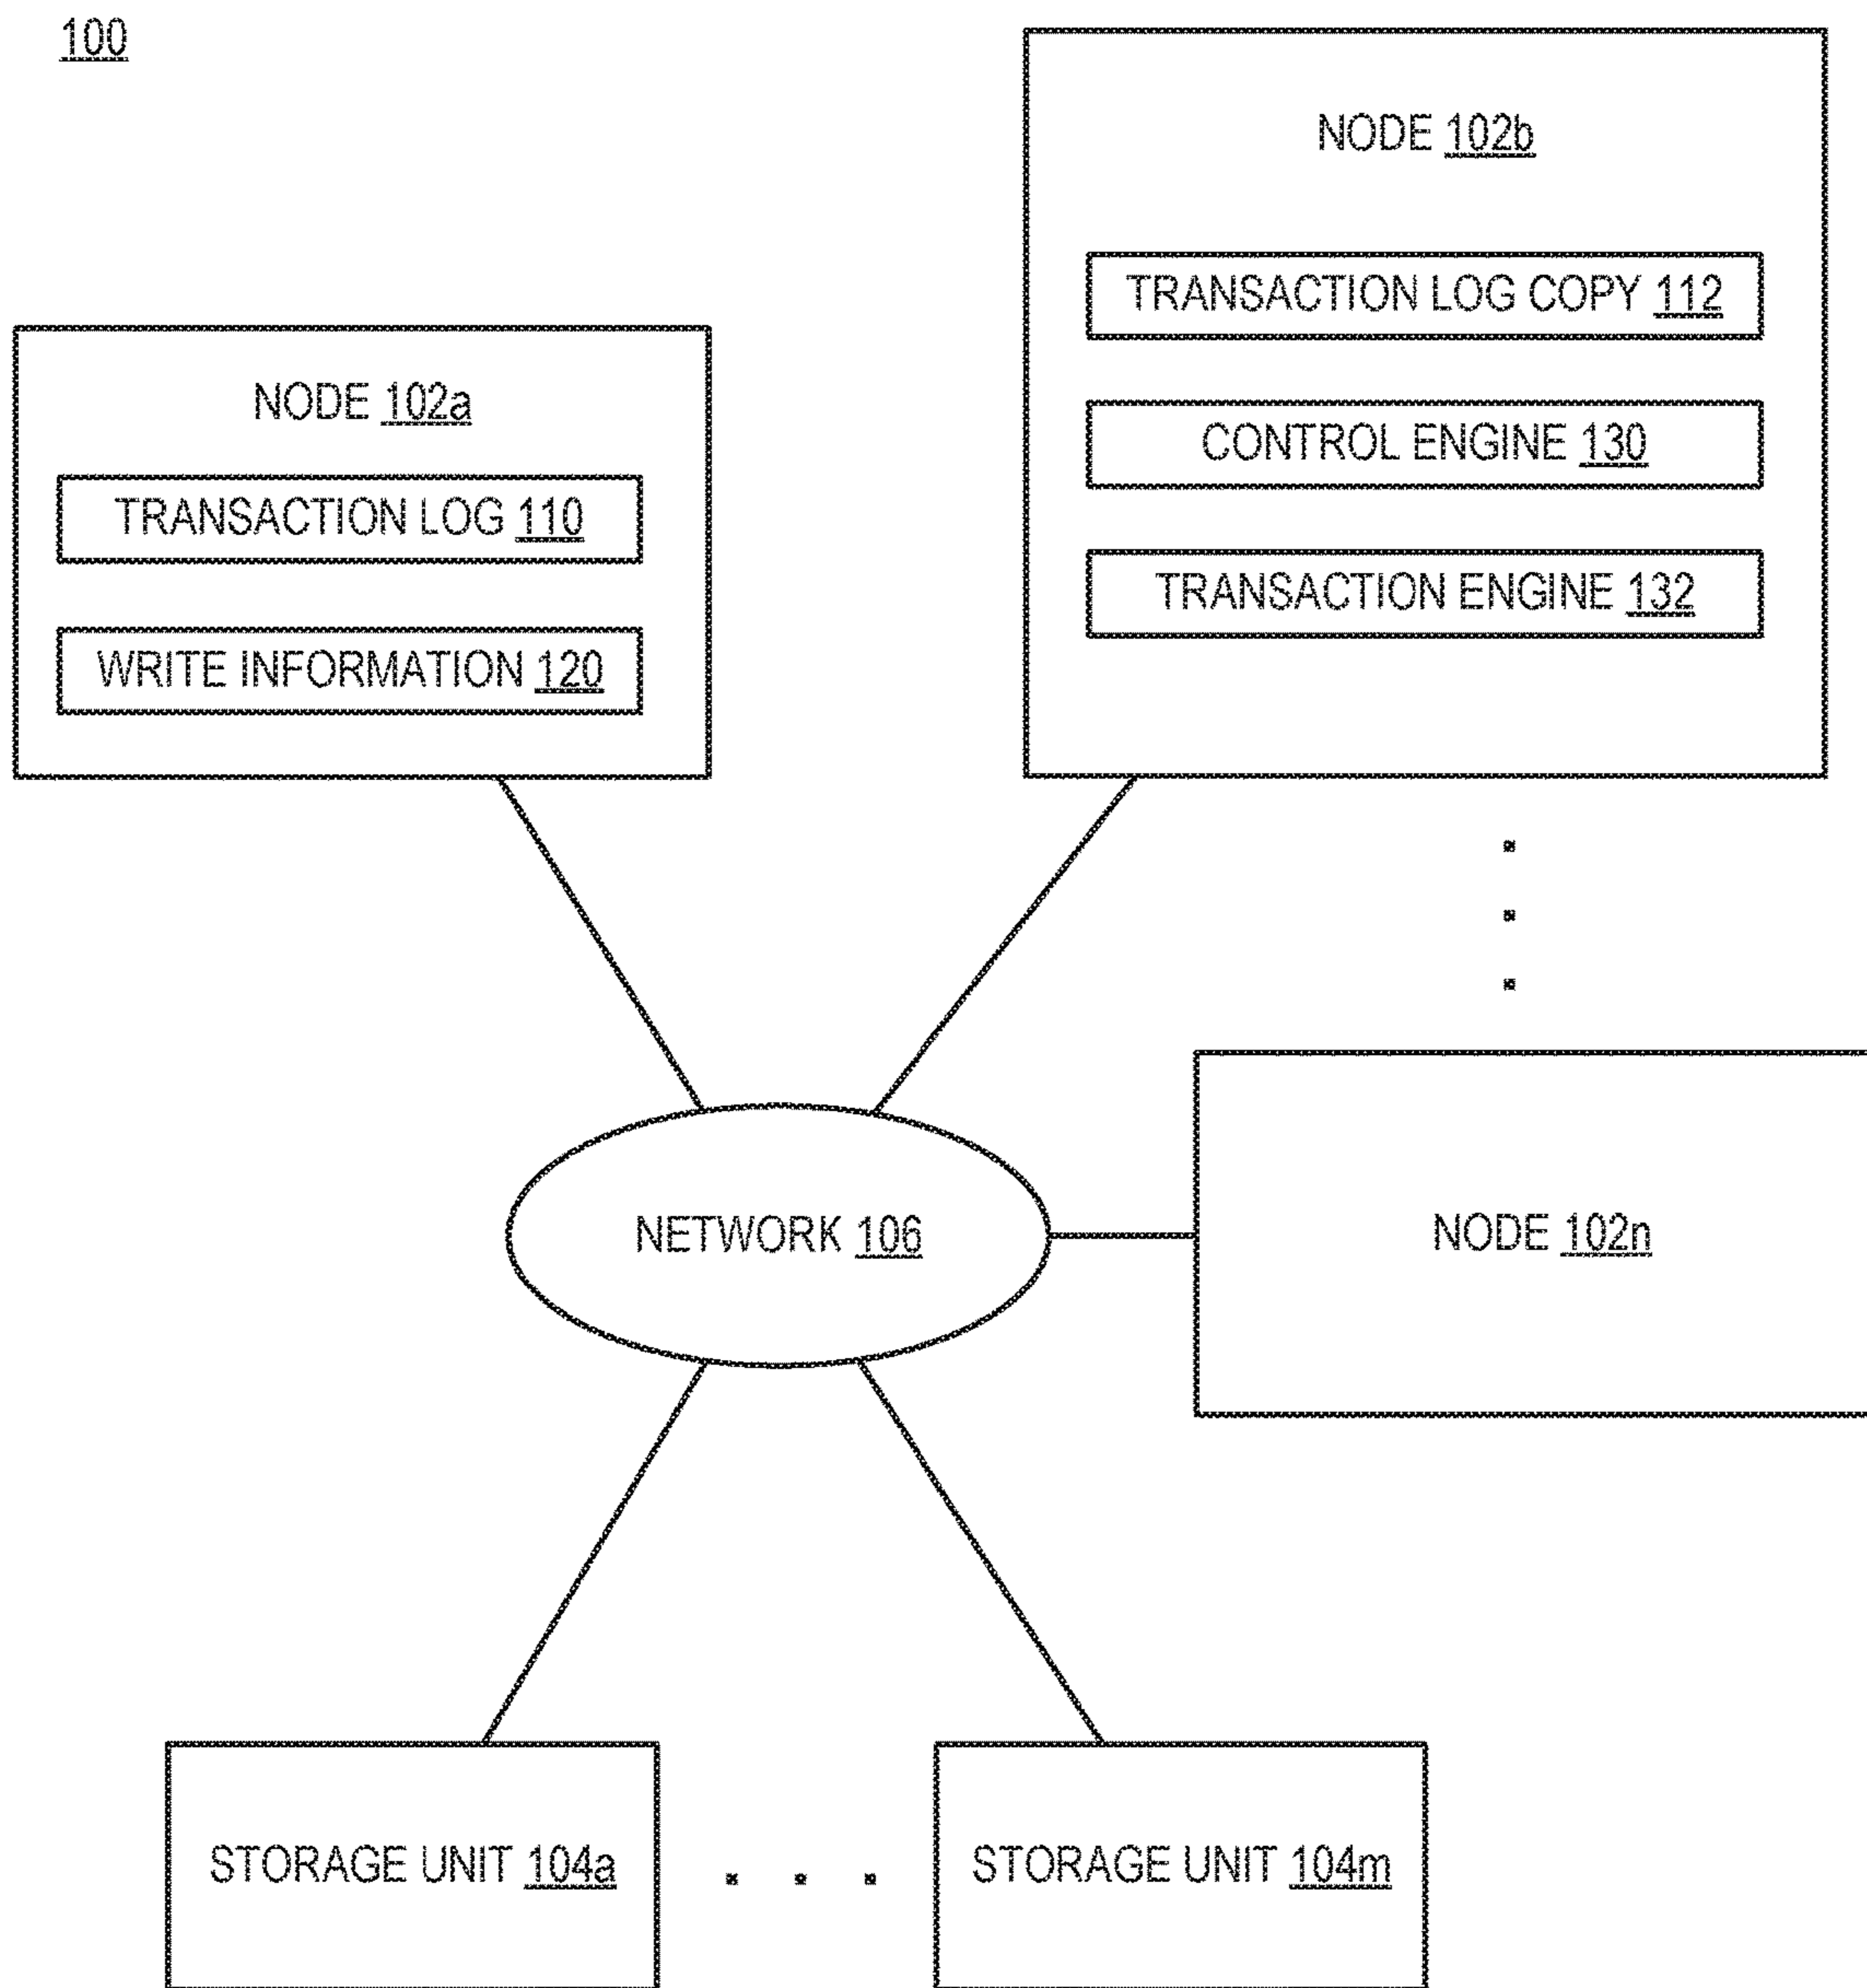 100
NODE 102b
TRANSACTION LOG COPY 112
CONTROL ENGINE 130
TRANSACTION ENGINE 132
NODE 102a
TRANSACTION LOG 110
WRITE INFORMATION 120
NETWORK 106
NODE 102n
STORAGE UNIT 104a
STORAGE UNIT 104m